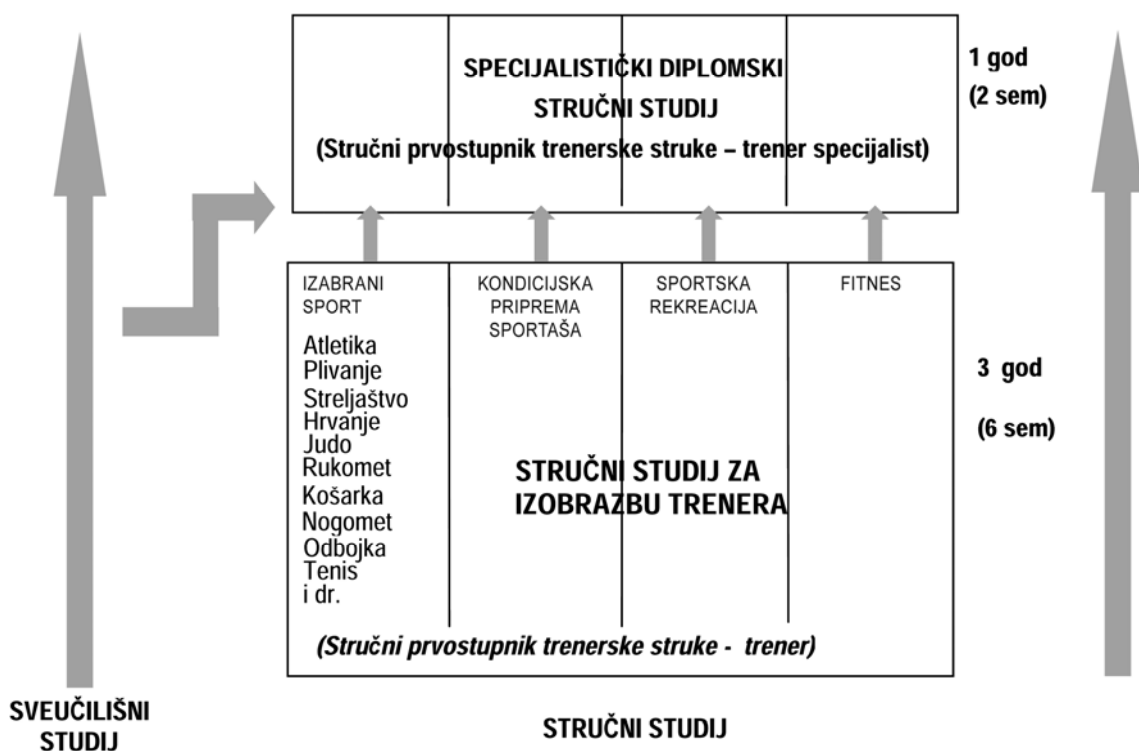 SPECIJALISTIČKI DIPLOMSKI
STRUČNI STUDIJ
(Stručni prvostupnik trenerske struke – trener specijalist)
1 god
(2 sem)
IZABRANI
SPORT
KONDICIJSKA
PRIPREMA
SPORTAŠA
SPORTSKA
REKREACIJA
FITNES
Atletika
Plivanje
Streljaštvo
Hrvanje
Judo
Rukomet
Košarka
Nogomet
Odbojka
Tenis
i dr.
STRUČNI STUDIJ ZA
IZOBRAZBU TRENERA
(Stručni prvostupnik trenerske struke - trener)
3 god
(6 sem)
SVEUČILIŠNI
STUDIJ
STRUČNI STUDIJ